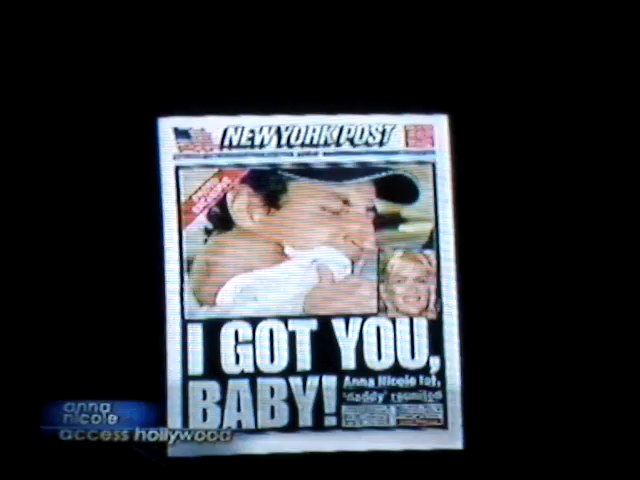 NEW YORK POST
I GOT YOU,
BABY!
Anna Nicole tot,
'daddy' reunited
anna
nicole
access hollywood